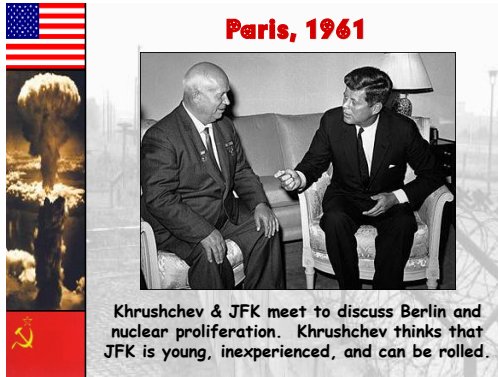 Paris, 1961
Khrushchev & JFK meet to discuss Berlin and
nuclear proliferation. Khrushchev thinks that
JFK is young, inexperienced, and can be rolled.